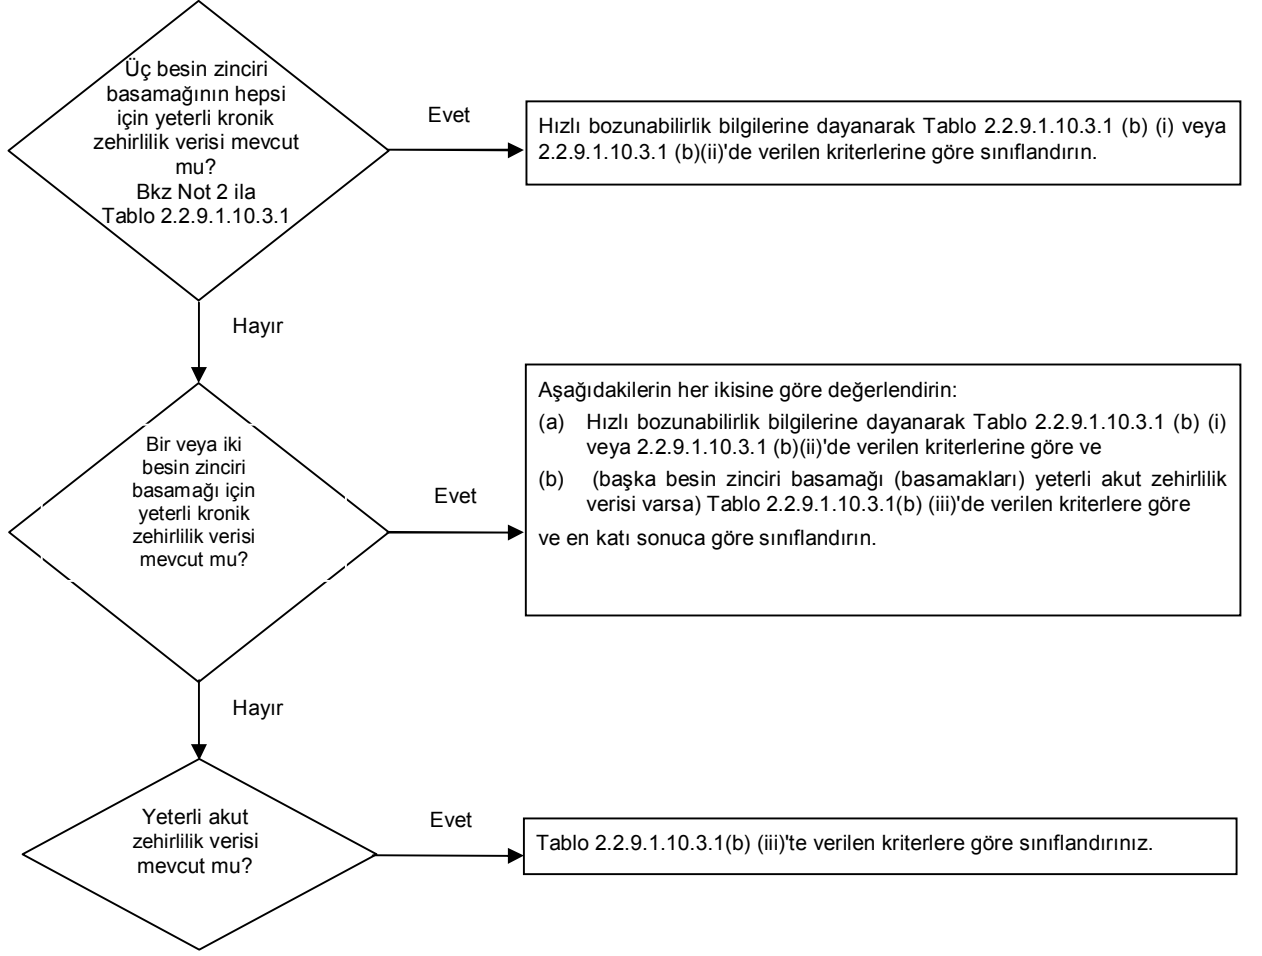 Üç besin zinciri
basamağının hepsi
için yeterli kronik
zehirlilik verisi mevcut
mu?
Bkz Not 2 ila
Tablo 2.2.9.1.10.3.1
Evet
Hızlı bozunabilirlik bilgilerine dayanarak Tablo 2.2.9.1.10.3.1 (b) (i) veya
2.2.9.1.10.3.1 (b)(ii)'de verilen kriterlerine göre sınıflandırın.
Hayır
Bir veya iki
besin zinciri
basamağı için
yeterli kronik
zehirlilik verisi
mevcut mu?
Evet
Aşağıdakilerin her ikisine göre değerlendirin:
(a) Hızlı bozunabilirlik bilgilerine dayanarak Tablo 2.2.9.1.10.3.1 (b) (i)
veya 2.2.9.1.10.3.1 (b)(ii)'de verilen kriterlerine göre ve
(b) (başka besin zinciri basamağı (basamakları) yeterli akut zehirlilik
verisi varsa) Tablo 2.2.9.1.10.3.1(b) (iii)'de verilen kriterlere göre
ve en katı sonuca göre sınıflandırın.
Hayır
Yeterli akut
zehirlilik verisi
mevcut mu?
Evet
Tablo 2.2.9.1.10.3.1(b) (iii)'te verilen kriterlere göre sınıflandırınız.